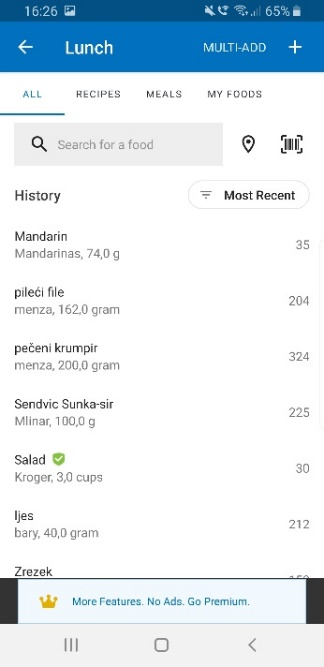 16:26
65%
Lunch
MULTI-ADD
ALL RECIPES MEALS MY FOODS
Search for a food
History
Most Recent
Mandarin
Mandarinas, 74,0 g
35
pileći file
menza, 162,0 gram
204
pečeni krumpir
menza, 200,0 gram
324
Sendvic Sunka-sir
Mlinar, 100,0 g
225
Salad
Kroger, 3,0 cups
30
ljes
bary, 40,0 gram
212
Zrezek
More Features. No Ads. Go Premium.